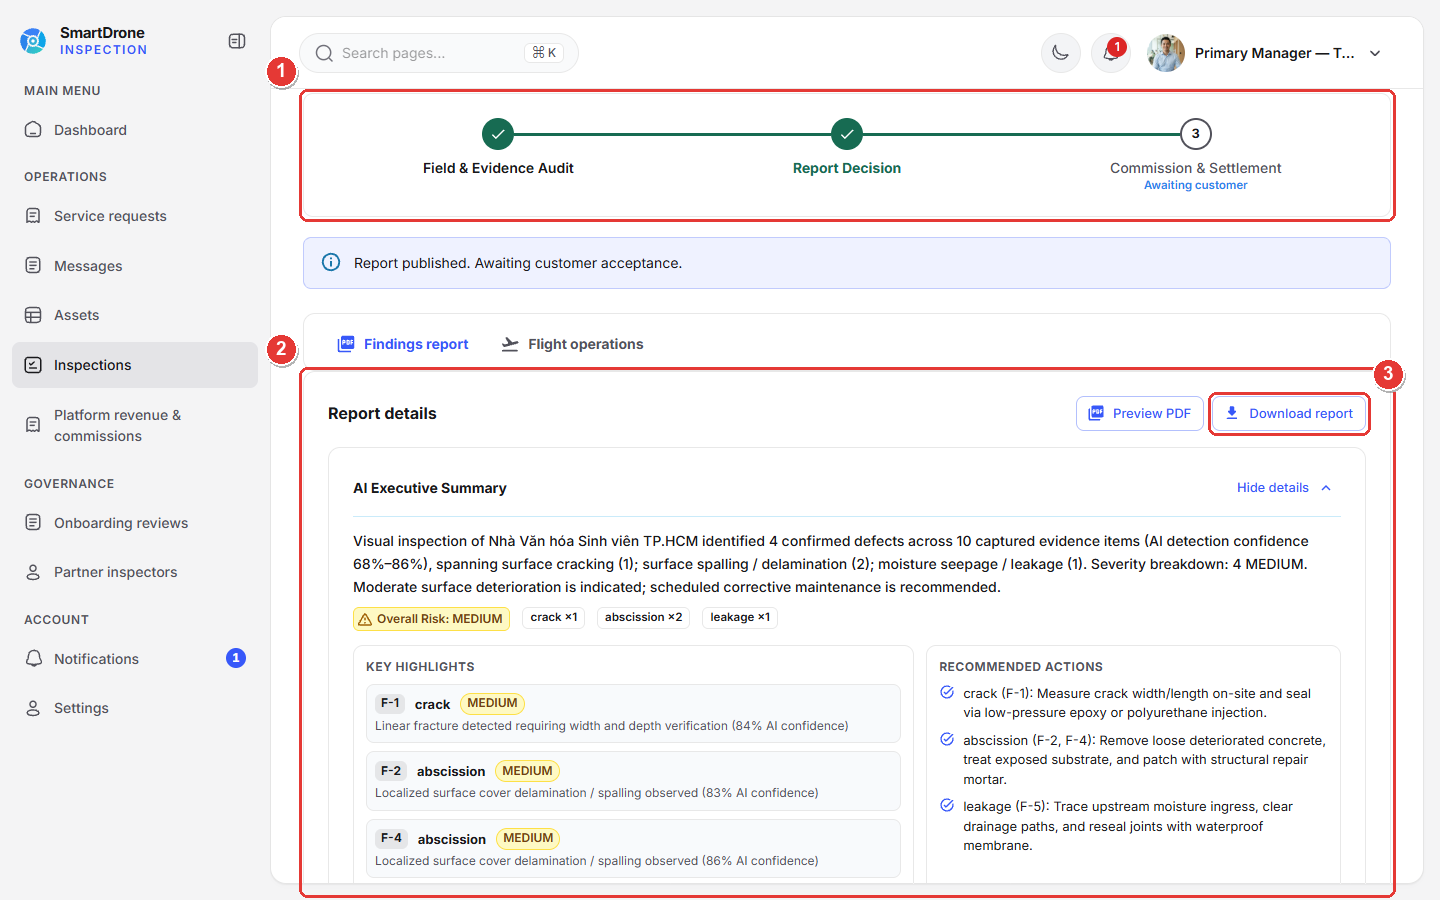 SmartDrone
INSPECTION
MAIN MENU
Dashboard
OPERATIONS
Service requests
Messages
Assets
Inspections
Platform revenue &
commissions
GOVERNANCE
Onboarding reviews
Partner inspectors
ACCOUNT
Notifications
1
Settings
Search pages...
⌘ K
1
Primary Manager — T...
1
Field & Evidence Audit
Report Decision
3
Commission & Settlement
Awaiting customer
Report published. Awaiting customer acceptance.
2
PDF Findings report
Flight operations
3
Report details
PDF Preview PDF
Download report
AI Executive Summary
Hide details
Visual inspection of Nhà Văn hóa Sinh viên TP.HCM identified 4 confirmed defects across 10 captured evidence items (AI detection confidence
68%–86%), spanning surface cracking (1); surface spalling / delamination (2); moisture seepage / leakage (1). Severity breakdown: 4 MEDIUM.
Moderate surface deterioration is indicated; scheduled corrective maintenance is recommended.
Overall Risk: MEDIUM
crack ×1
abscission ×2
leakage ×1
KEY HIGHLIGHTS
F-1 crack MEDIUM
Linear fracture detected requiring width and depth verification (84% AI confidence)
F-2 abscission MEDIUM
Localized surface cover delamination / spalling observed (83% AI confidence)
F-4 abscission MEDIUM
Localized surface cover delamination / spalling observed (86% AI confidence)
RECOMMENDED ACTIONS
crack (F-1): Measure crack width/length on-site and seal
via low-pressure epoxy or polyurethane injection.
abscission (F-2, F-4): Remove loose deteriorated concrete,
treat exposed substrate, and patch with structural repair
mortar.
leakage (F-5): Trace upstream moisture ingress, clear
drainage paths, and reseal joints with waterproof
membrane.